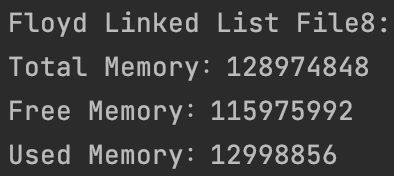 Floyd Linked List File8:
Total Memory: 128974848
Free Memory: 115975992
Used Memory: 12998856